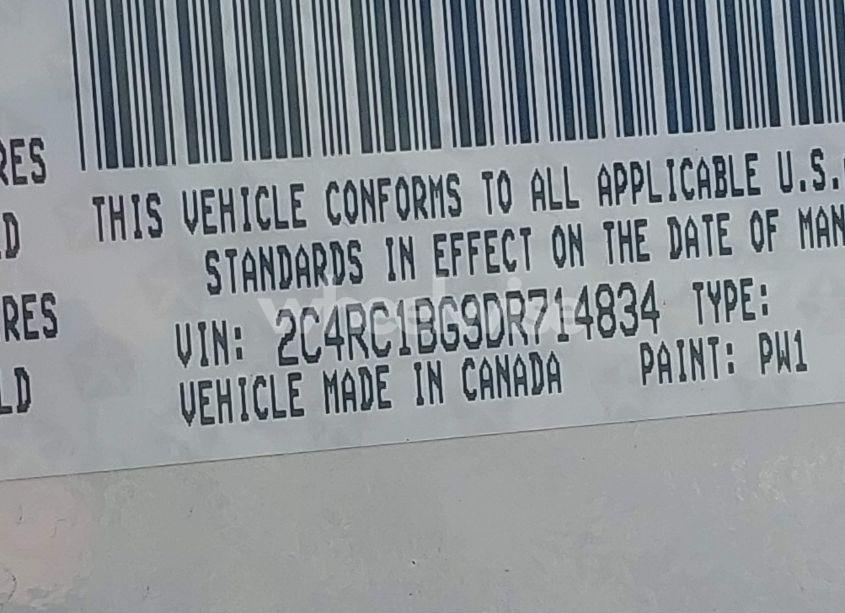 RES
THIS VEHICLE CONFORMS TO ALL APPLICABLE U.S.
D
STANDARDS IN EFFECT ON THE DATE OF MAN
RES
VIN: 2C4RC1BG9DR714834 TYPE:
LD
VEHICLE MADE IN CANADA PAINT: PW1
wheelwise